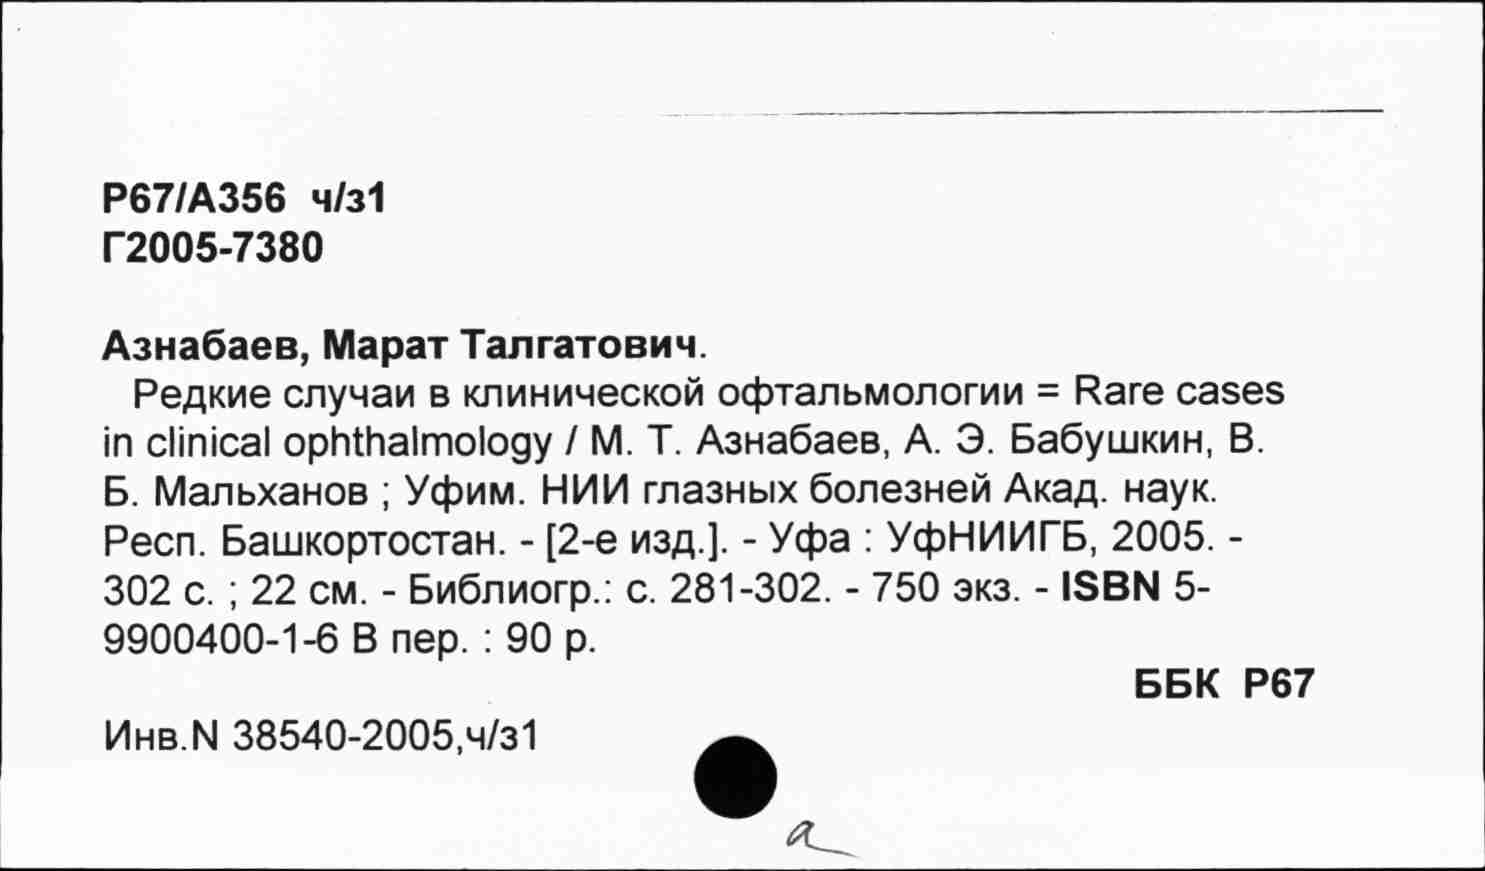 Р67/А356 ч/з1
Г2005-7380
Азнабаев, Марат Талгатович.
Редкие случаи в клинической офтальмологии = Rare cases
in clinical ophthalmology / М. Т. Азнабаев, А. Э. Бабушкин, В.
Б. Мальханов ; Уфим. НИИ глазных болезней Акад. наук.
Респ. Башкортостан. - [2-е изд.]. - Уфа : УфНИИГБ, 2005. -
302 с. ; 22 см. - Библиогр.: с. 281-302. - 750 экз. - ISBN 5-
9900400-1-6 В пер. : 90 р.
ББК Р67
Инв.N 38540-2005,ч/з1
а